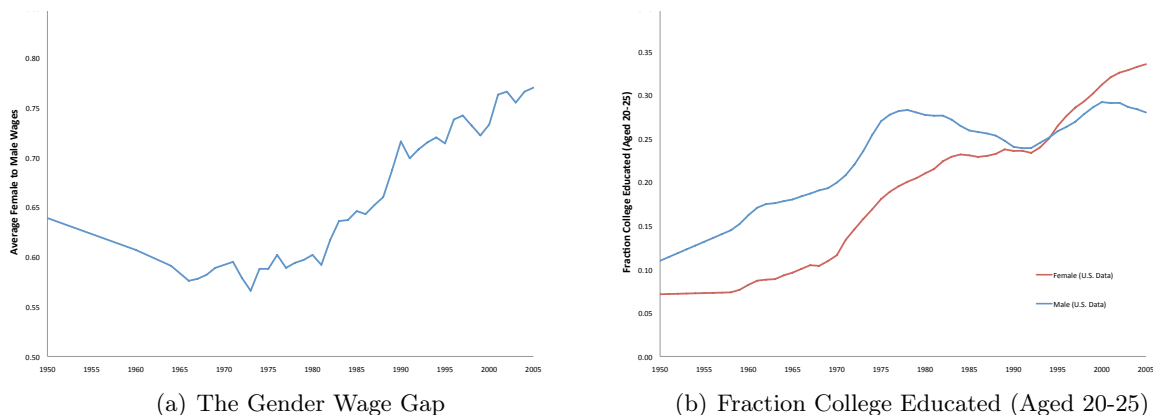 Average Female to Male Wages
0.80
0.75
0.70
0.65
0.60
0.55
0.50
1950 1955 1960 1965 1970 1975 1980 1985 1990 1995 2000 2005
(a) The Gender Wage Gap
Fraction College Educated (Aged 20-25)
0.35
0.30
0.25
0.20
0.15
0.10
0.05
0.00
Female (U.S. Data)
Male (U.S. Data)
1950 1955 1960 1965 1970 1975 1980 1985 1990 1995 2000 2005
(b) Fraction College Educated (Aged 20-25)